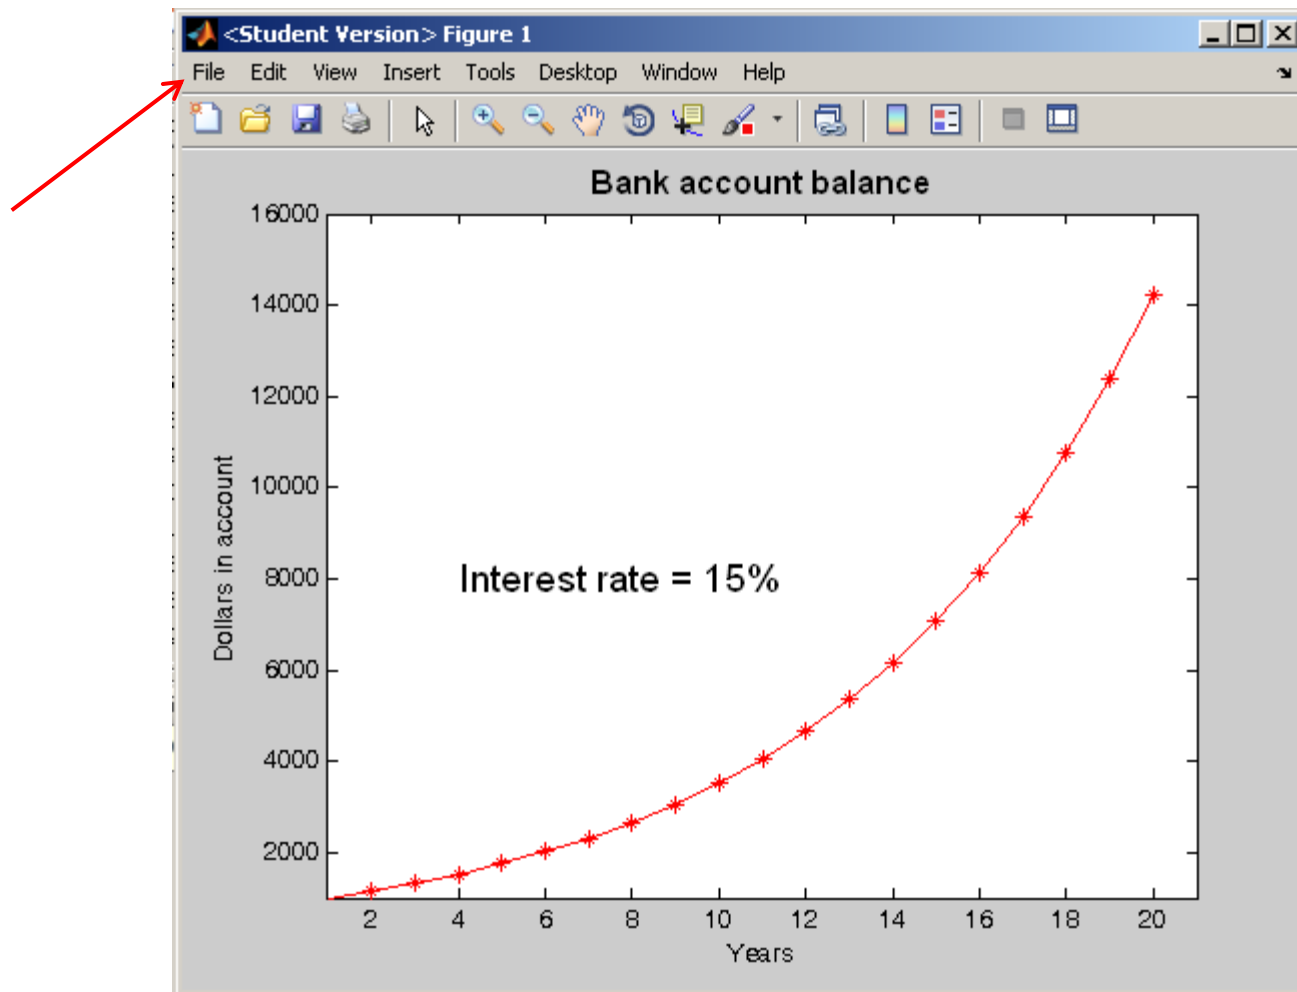 <Student Version> Figure 1
File Edit View Insert Tools Desktop Window Help
Bank account balance
16000
14000
12000
10000
8000
6000
4000
2000
Dollars in account
Interest rate = 15%
2 4 6 8 10 12 14 16 18 20
Years